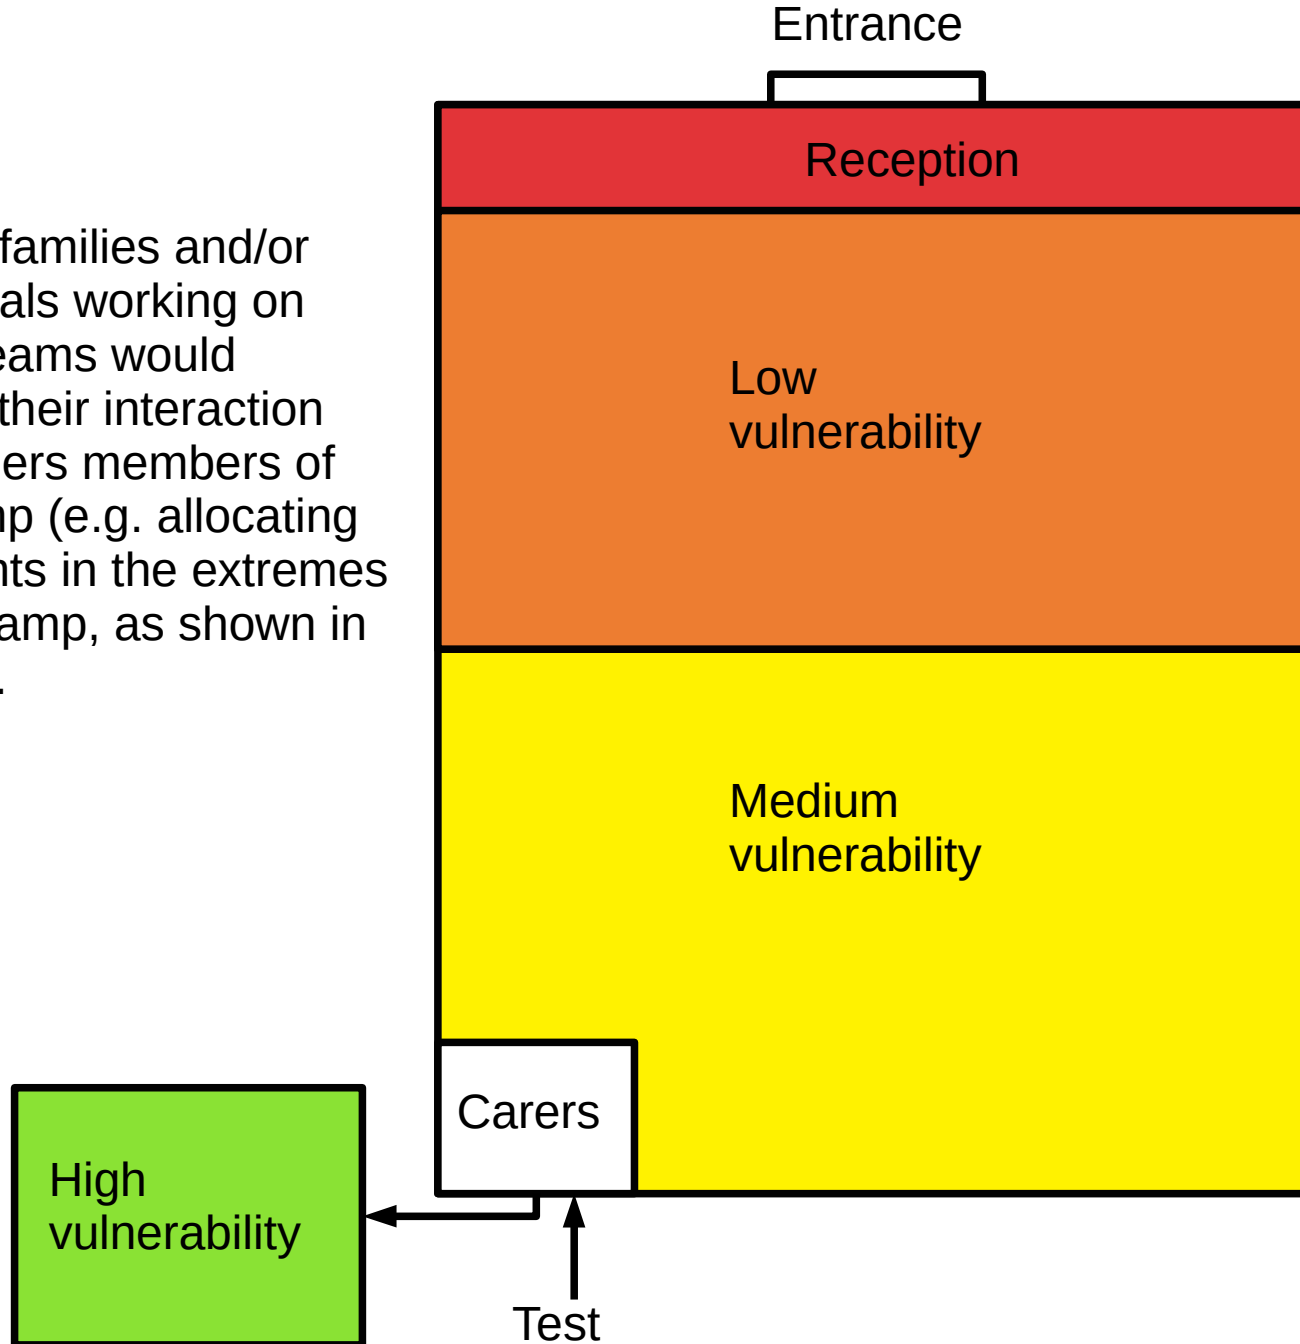 Entrance
Reception
families and/or
als working on
eams would
their interaction
ers members of
p (e.g. allocating
nts in the extremes
amp, as shown in
.
Low
vulnerability
Medium
vulnerability
Carers
High
vulnerability
Test